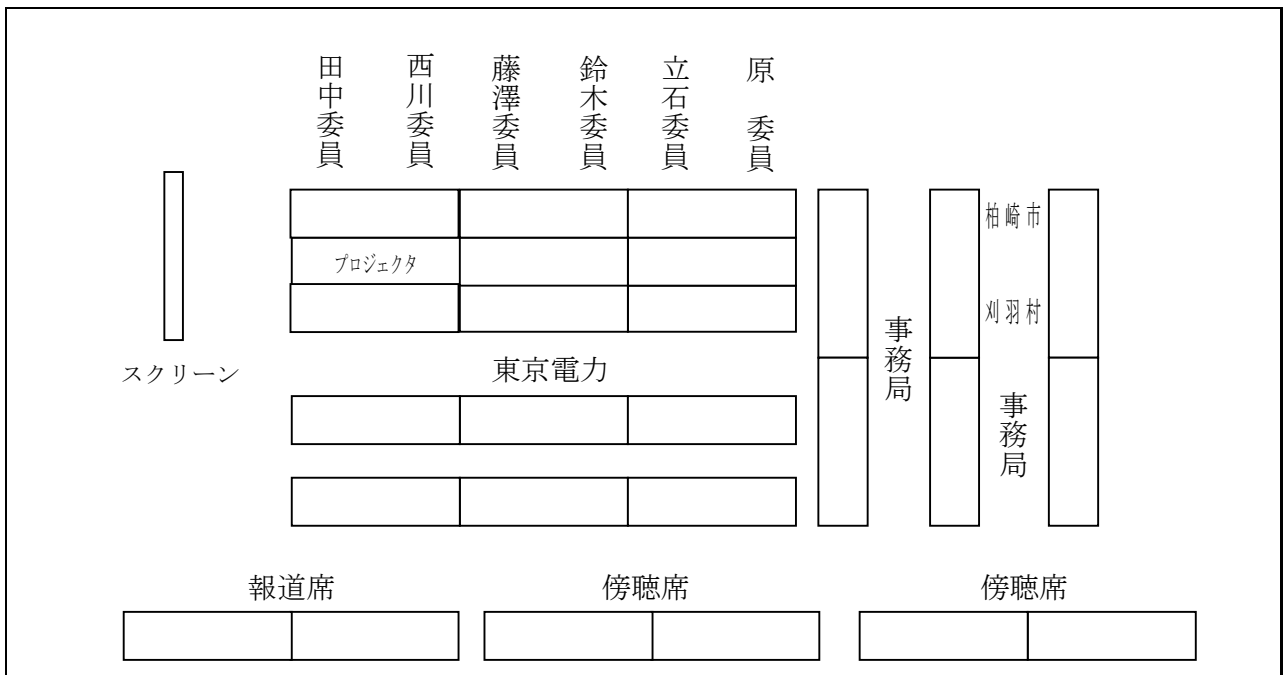 田中委員
西川委員
藤澤委員
鈴木委員
立石委員
原　委員
プロジェクタ
柏崎市
刈羽村
スクリーン
東京電力
事務局
事務局
報道席
傍聴席
傍聴席